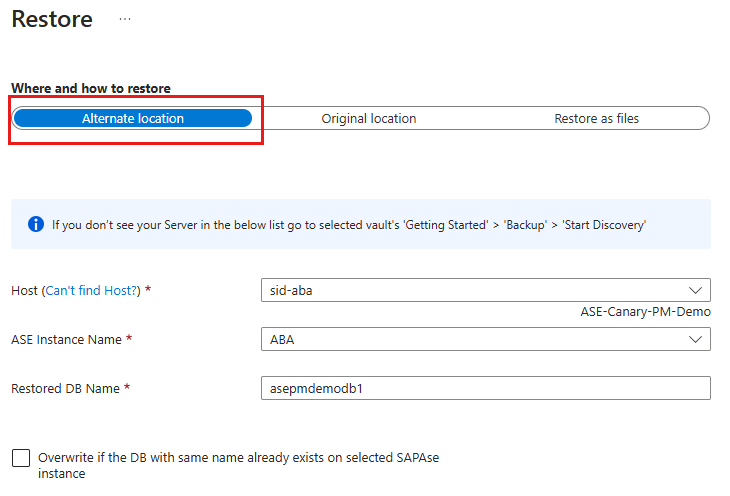 Restore ...
Where and how to restore
Alternate location Original location Restore as files
If you don't see your Server in the below list go to selected vault's 'Getting Started' > 'Backup' > 'Start Discovery'
Host (Can't find Host?) * sid-aba
ASE-Canary-PM-Demo
ASE Instance Name * ABA
Restored DB Name * asepmdemodb1
Overwrite if the DB with same name already exists on selected SAPAse
instance